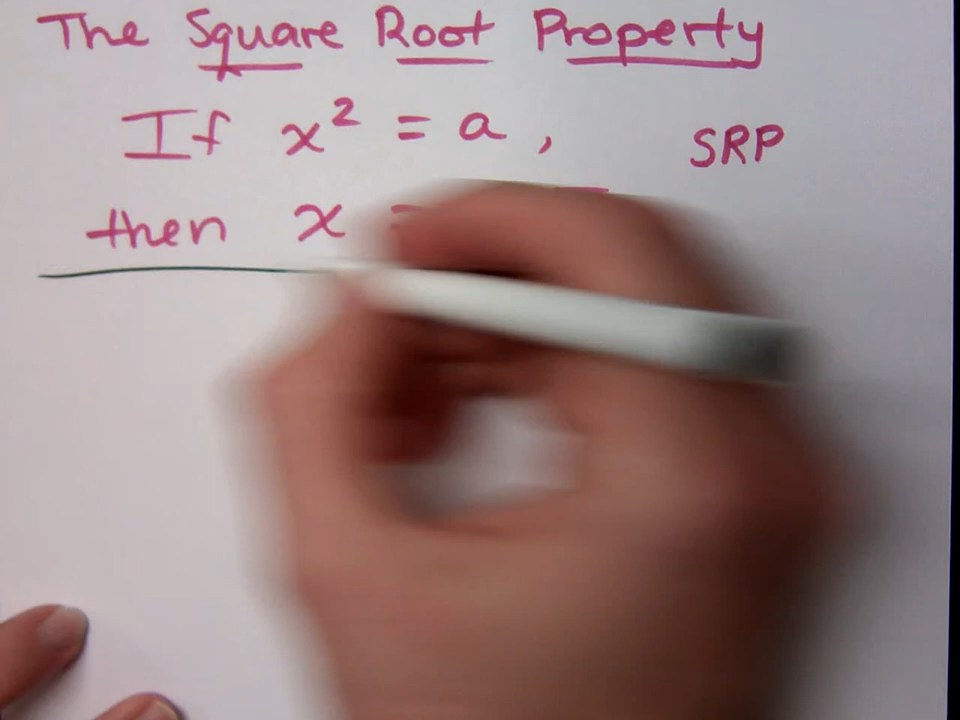 The Square Root Property
If x² = a,
SRP
then x =